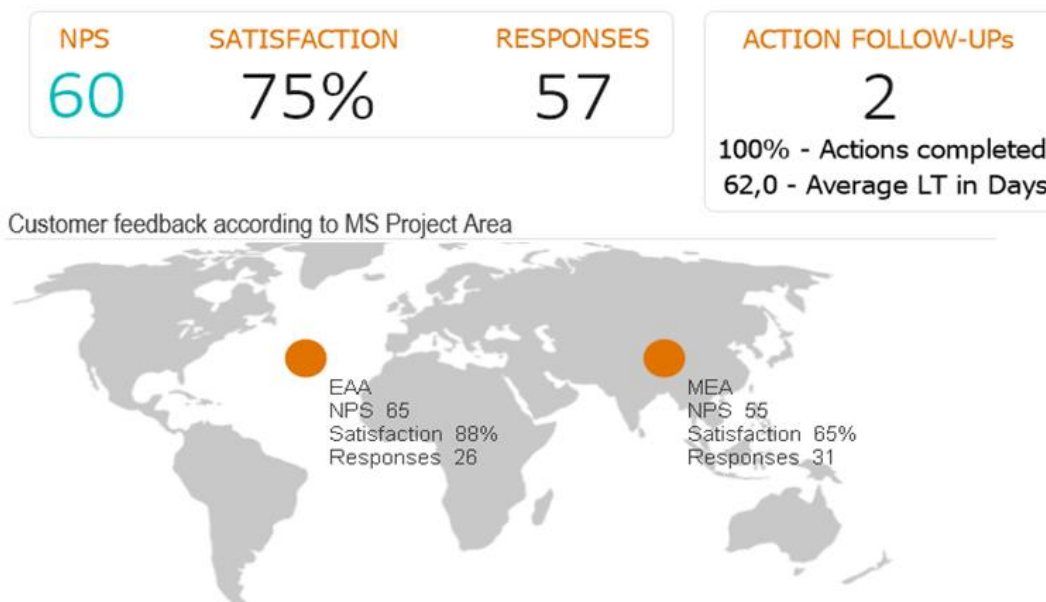 NPS SATISFACTION RESPONSES
60 75% 57
ACTION FOLLOW-UPs
2
100% - Actions completed
62,0 - Average LT in Days
Customer feedback according to MS Project Area
EAA
NPS 65
Satisfaction 88%
Responses 26
MEA
NPS 55
Satisfaction 65%
Responses 31